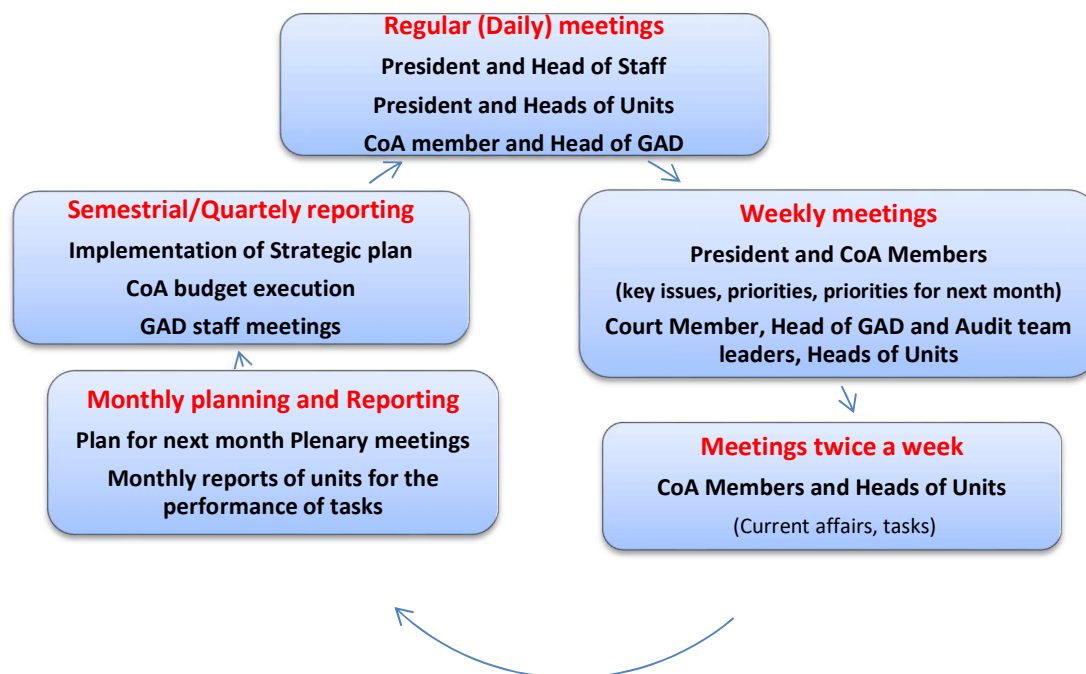 Regular (Daily) meetings
President and Head of Staff
President and Heads of Units
CoA member and Head of GAD
Weekly meetings
President and CoA Members
(key issues, priorities, priorities for next month)
Court Member, Head of GAD and Audit team
leaders, Heads of Units
Meetings twice a week
CoA Members and Heads of Units
(Current affairs, tasks)
Monthly planning and Reporting
Plan for next month Plenary meetings
Monthly reports of units for the
performance of tasks
Semestrial/Quartely reporting
Implementation of Strategic plan
CoA budget execution
GAD staff meetings